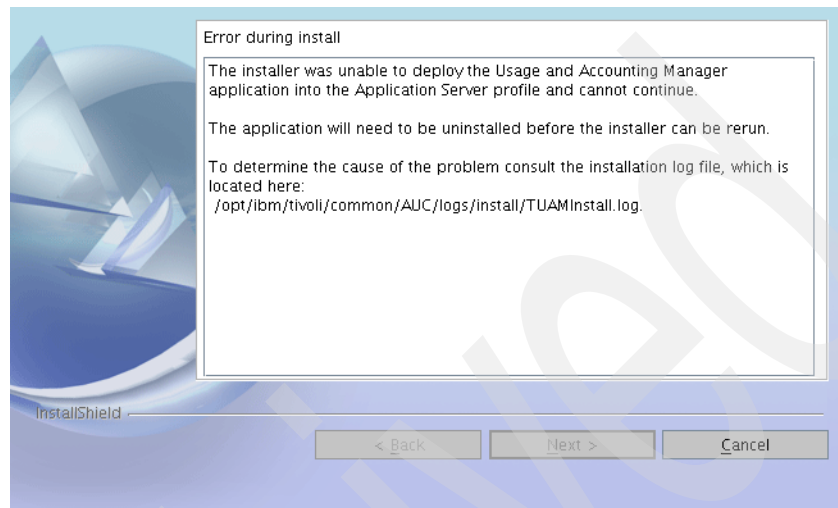 Error during install
The installer was unable to deploy the Usage and Accounting Manager
application into the Application Server profile and cannot continue.
The application will need to be uninstalled before the installer can be rerun.
To determine the cause of the problem consult the installation log file, which is
located here:
/opt/ibm/tivoli/common/AUC/logs/install/TUAMInstall.log.
InstallShield
< Back
Next >
Cancel